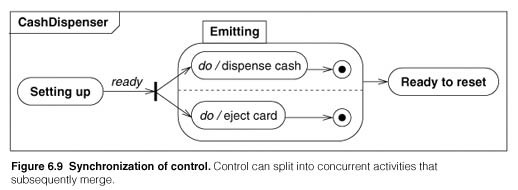 CashDispenser
Emitting
do / dispense cash
Setting up
ready
Ready to reset
do / eject card
Figure 6.9 Synchronization of control. Control can split into concurrent activities that
subsequently merge.